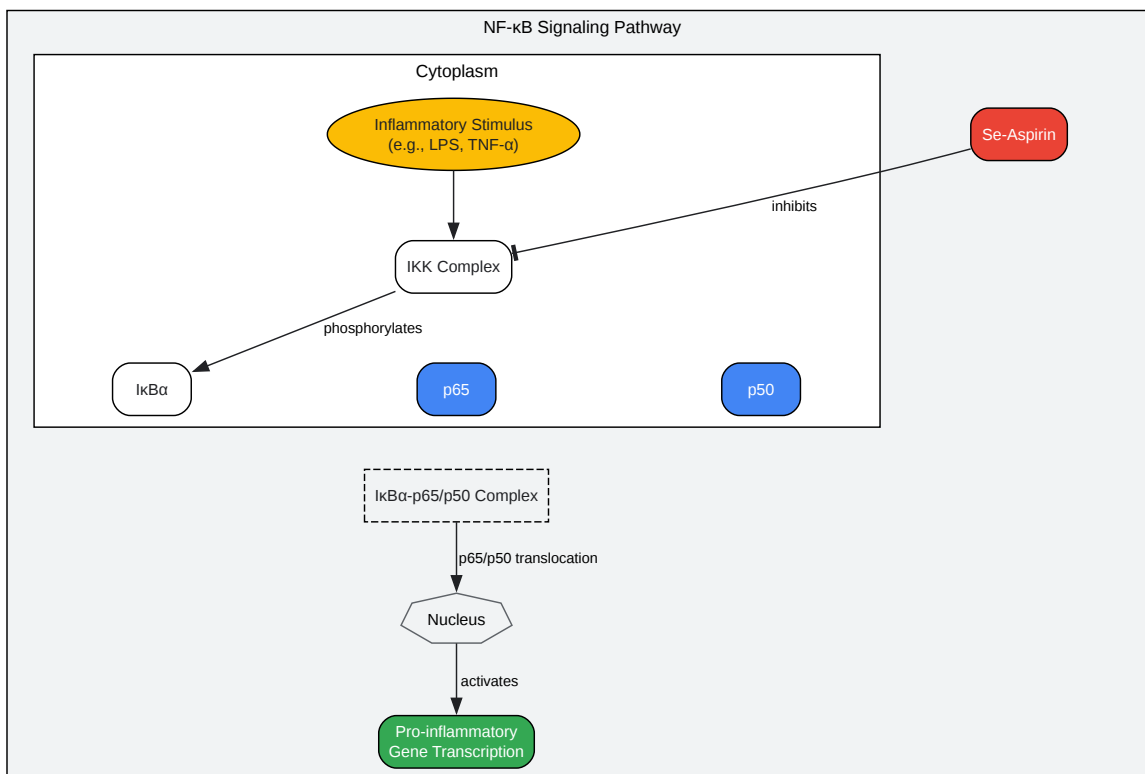 NF-κB Signaling Pathway
Cytoplasm
Inflammatory Stimulus
(e.g., LPS, TNF-α)
Se-Aspirin
inhibits
IKK Complex
phosphorylates
IκBα
p65
p50
IκBα-p65/p50 Complex
p65/p50 translocation
Nucleus
activates
Pro-inflammatory
Gene Transcription